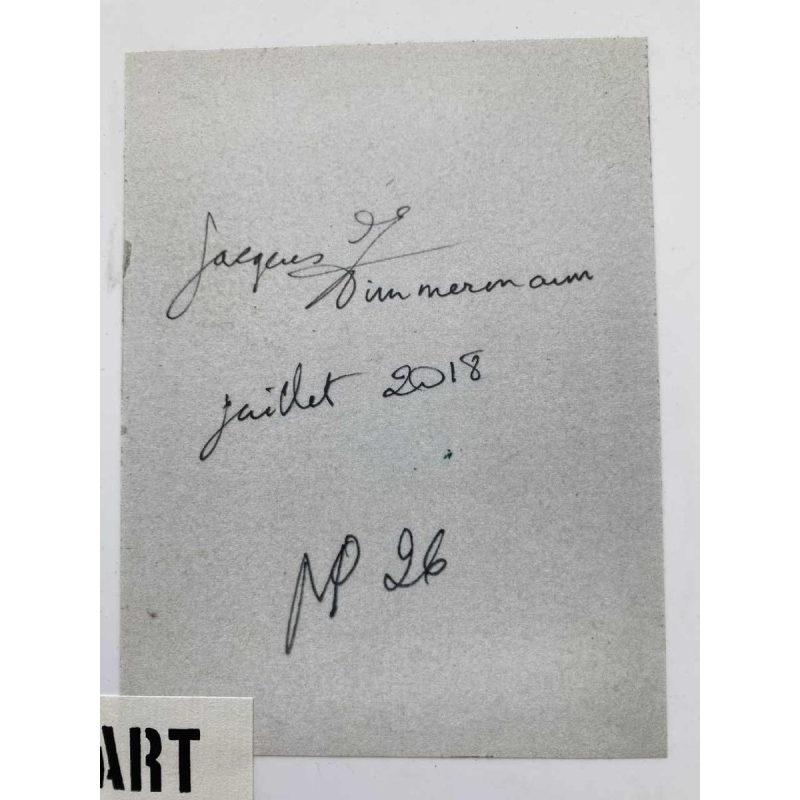 Jacques Zimmermann
juillet 2018
N° 26
ART